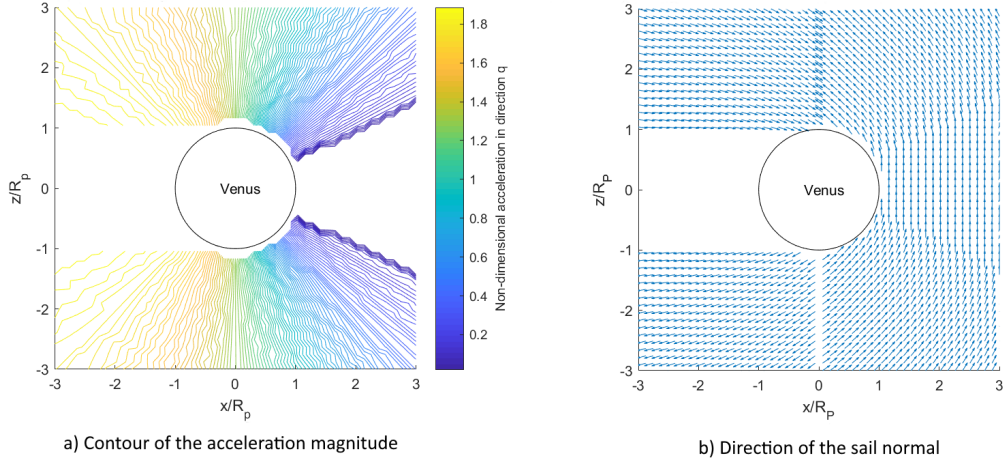 3
2
1
0
-1
-2
-3
z/R_p
-3 -2 -1 0 1 2 3
x/R_p
Venus
1.8
1.6
1.4
1.2
1
0.8
0.6
0.4
0.2
Non-dimensional acceleration in direction q
a) Contour of the acceleration magnitude
3
2
1
0
-1
-2
-3
z/R_P
-3 -2 -1 0 1 2 3
x/R_P
Venus
b) Direction of the sail normal